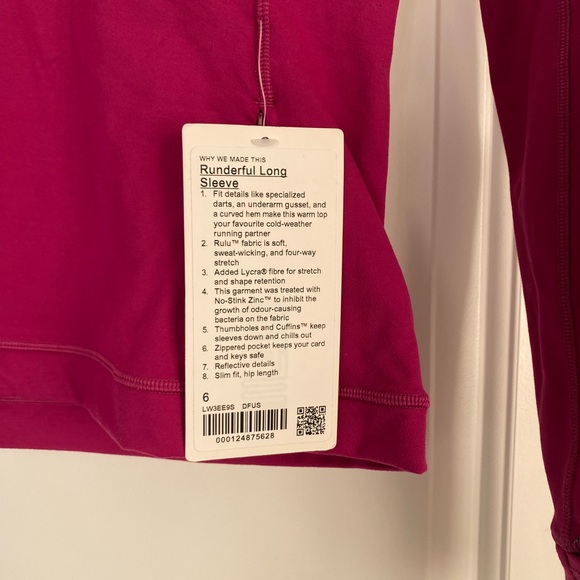 WHY WE MADE THIS
Runderful Long
Sleeve
1. Fit details like specialized
darts, an underarm gusset, and
a curved hem make this warm top
your favourite cold-weather
running partner
2. Rulu™ fabric is soft,
sweat-wicking, and four-way
stretch
3. Added Lycra® fibre for stretch
and shape retention
4. This garment was treated with
No-Stink Zinc™ to inhibit the
growth of odour-causing
bacteria on the fabric
5. Thumbholes and Cuffins™ keep
sleeves down and chills out
6. Zippered pocket keeps your card
and keys safe
7. Reflective details
8. Slim fit, hip length
6
LW3EE9S DFUS
000124875628